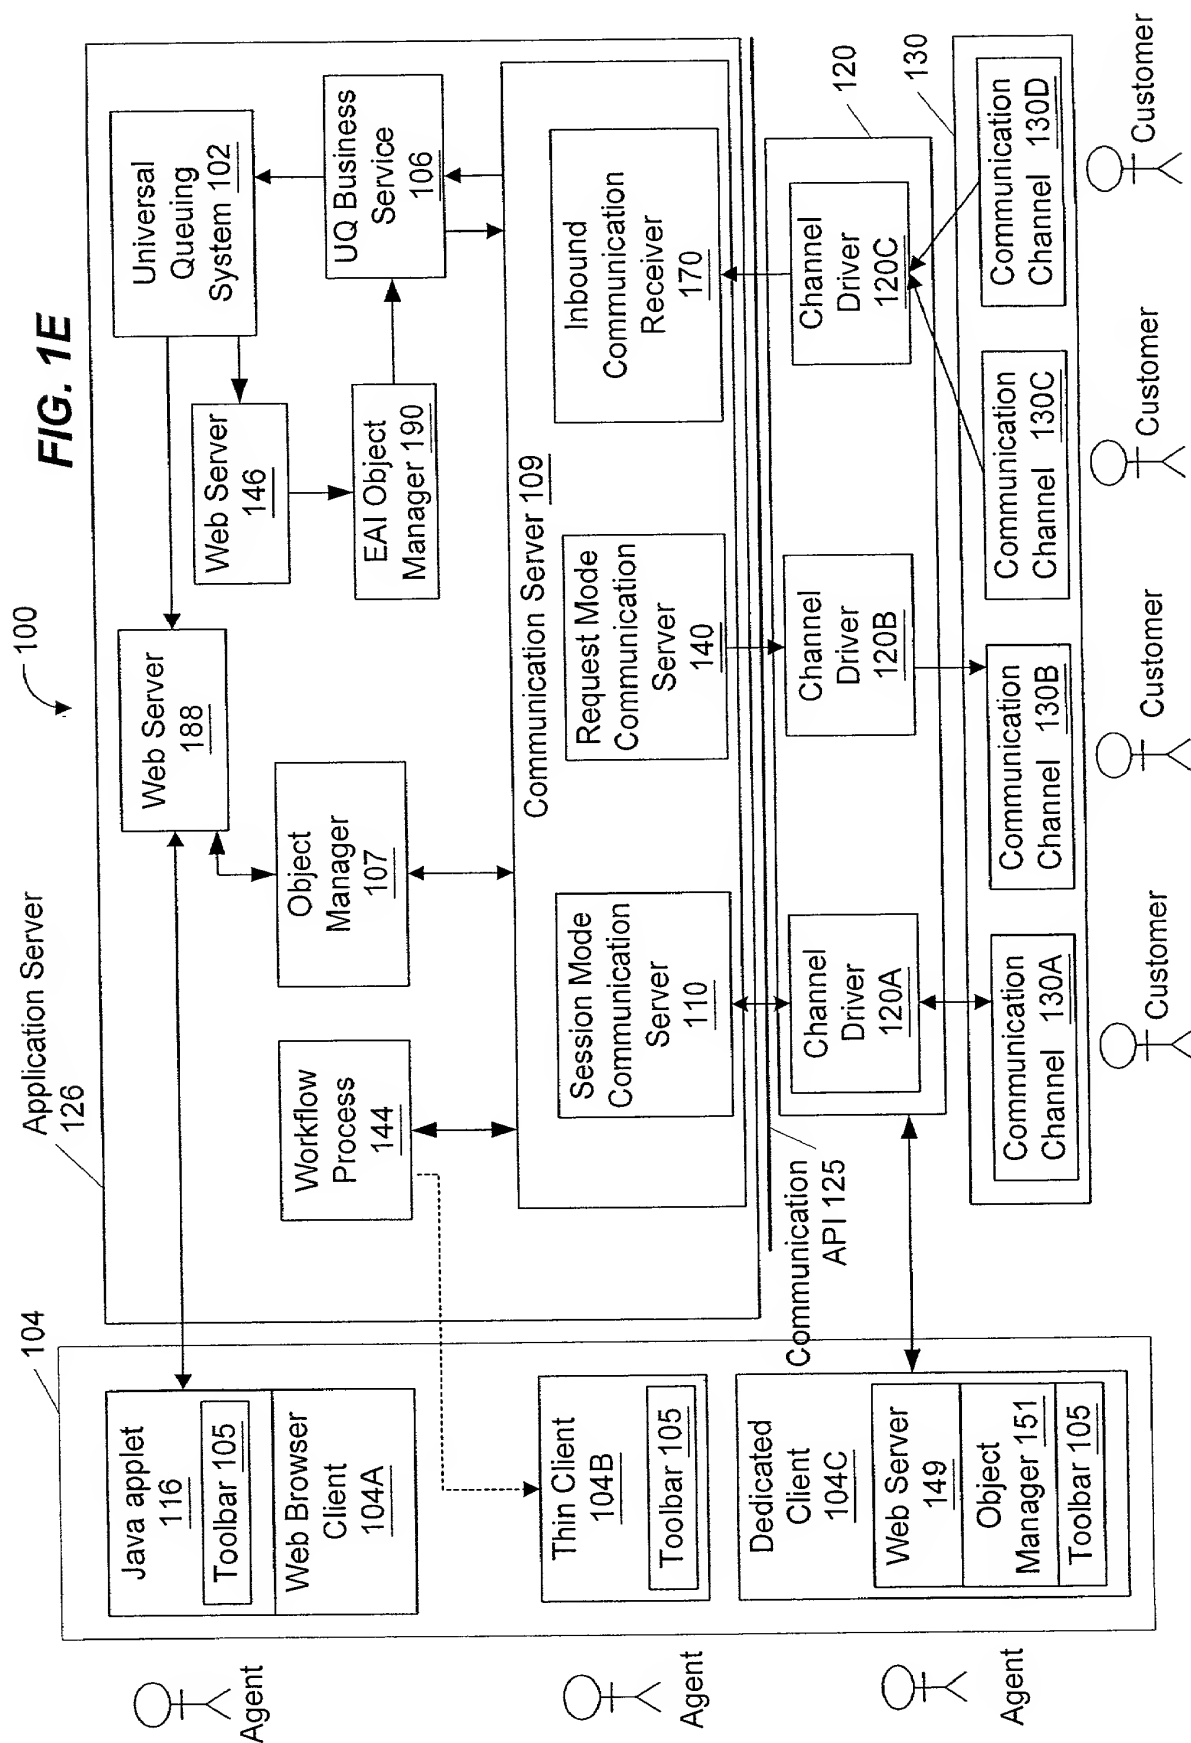 FIG. 1E
100
Application Server
126
104
Java applet
116
Toolbar 105
Web Browser
Client
104A
Agent
Thin Client
104B
Toolbar 105
Agent
Dedicated
Client
104C
Web Server
149
Object
Manager 151
Toolbar 105
Agent
Web Server
188
Universal
Queuing
System 102
Web Server
146
UQ Business
Service
106
EAI Object
Manager 190
Object
Manager
107
Workflow
Process
144
Communication Server 109
Session Mode
Communication
Server
110
Request Mode
Communication
Server
140
Inbound
Communication
Receiver
170
Communication
API 125
120
Channel
Driver
120A
Channel
Driver
120B
Channel
Driver
120C
130
Communication
Channel 130A
Communication
Channel 130B
Communication
Channel 130C
Communication
Channel 130D
Customer
Customer
Customer
Customer